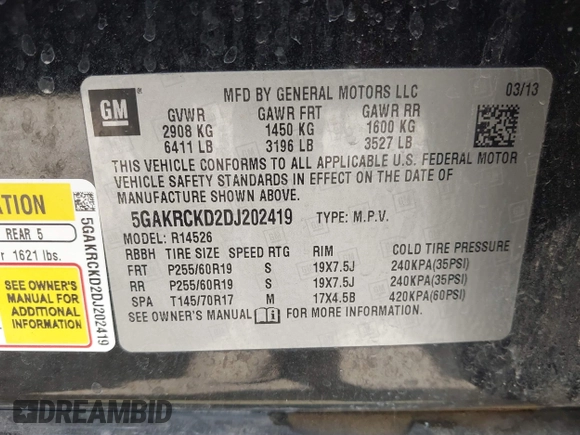 MFD BY GENERAL MOTORS LLC 03/13
GM
GVWR GAWR FRT GAWR RR
2908 KG 1450 KG 1600 KG
6411 LB 3196 LB 3527 LB
THIS VEHICLE CONFORMS TO ALL APPLICABLE U.S. FEDERAL MOTOR
VEHICLE SAFETY STANDARDS IN EFFECT ON THE DATE OF
MANUFACTURE SHOWN ABOVE.
5GAKRCKD2DJ202419 TYPE: M.P.V.
MODEL: R14526
RBBH TIRE SIZE SPEED RTG RIM COLD TIRE PRESSURE
FRT P255/60R19 S 19X7.5J 240KPA(35PSI)
RR P255/60R19 S 19X7.5J 240KPA(35PSI)
SPA T145/70R17 M 17X4.5B 420KPA(60PSI)
SEE OWNER'S MANUAL FOR MORE INFORMATION.
ATION
REAR 5
r 1621 lbs.
SEE OWNER'S
MANUAL FOR
ADDITIONAL
INFORMATION
5GAKRCKD2DJ202419
DREAMBID